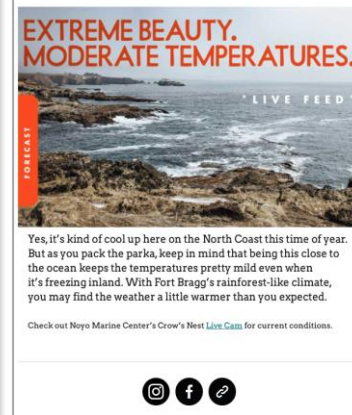 EXTREME BEAUTY.
MODERATE TEMPERATURES.
* LIVE FEED
FORECAST
Yes, it's kind of cool up here on the North Coast this time of year.
But as you pack the parka, keep in mind that being this close to
the ocean keeps the temperatures pretty mild even when
it's freezing inland. With Fort Bragg's rainforest-like climate,
you may find the weather a little warmer than you expected.
Check out Noyo Marine Center's Crow's Nest Live Cam for current conditions.